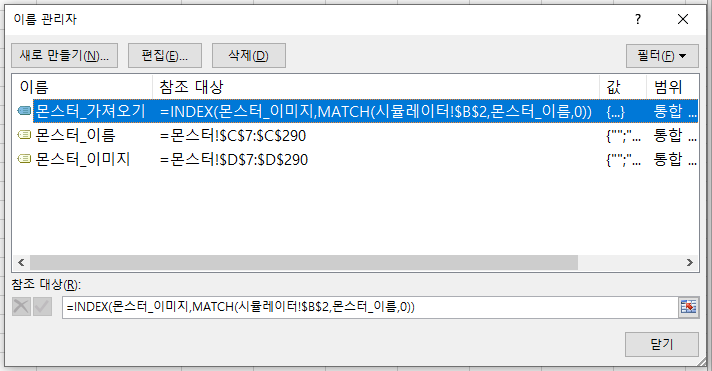 이름 관리자
새로 만들기(N)... 편집(E)... 삭제(D) 필터(F)
이름 참조 대상 값 범위
몬스터_가져오기 =INDEX(몬스터_이미지,MATCH(시뮬레이터!$B$2,몬스터_이름,0)) {...} 통합 ...
몬스터_이름 =몬스터!$C$7:$C$290 {"";"... 통합 ...
몬스터_이미지 =몬스터!$D$7:$D$290 {"";"... 통합 ...
참조 대상(R):
=INDEX(몬스터_이미지,MATCH(시뮬레이터!$B$2,몬스터_이름,0))
닫기